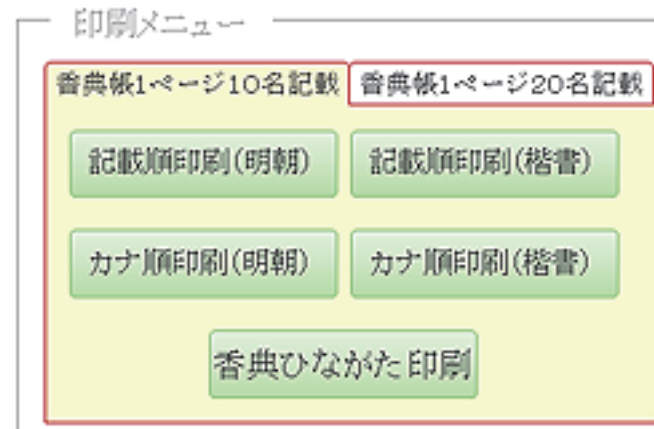 印刷メニュー
香典帳1ページ10名記載 香典帳1ページ20名記載
記載順印刷(明朝) 記載順印刷(楷書)
カナ順印刷(明朝) カナ順印刷(楷書)
香典ひながた印刷